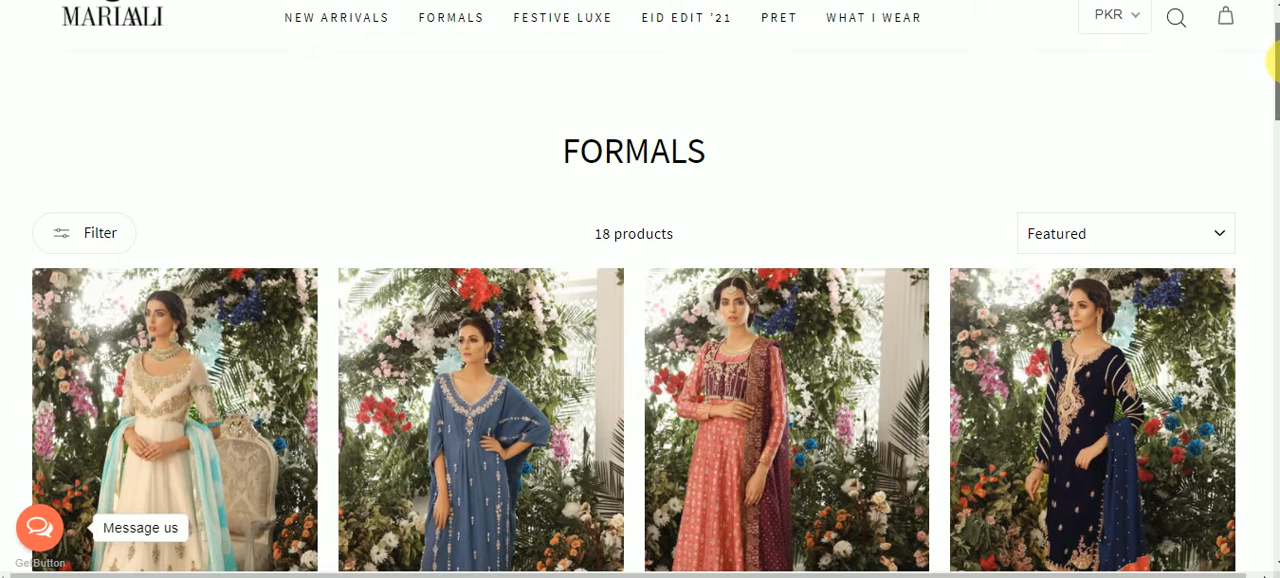 MARIAALI
NEW ARRIVALS FORMALS FESTIVE LUXE EID EDIT '21 PRET WHAT I WEAR PKR
FORMALS
Filter 18 products Featured
Message us
GetButton